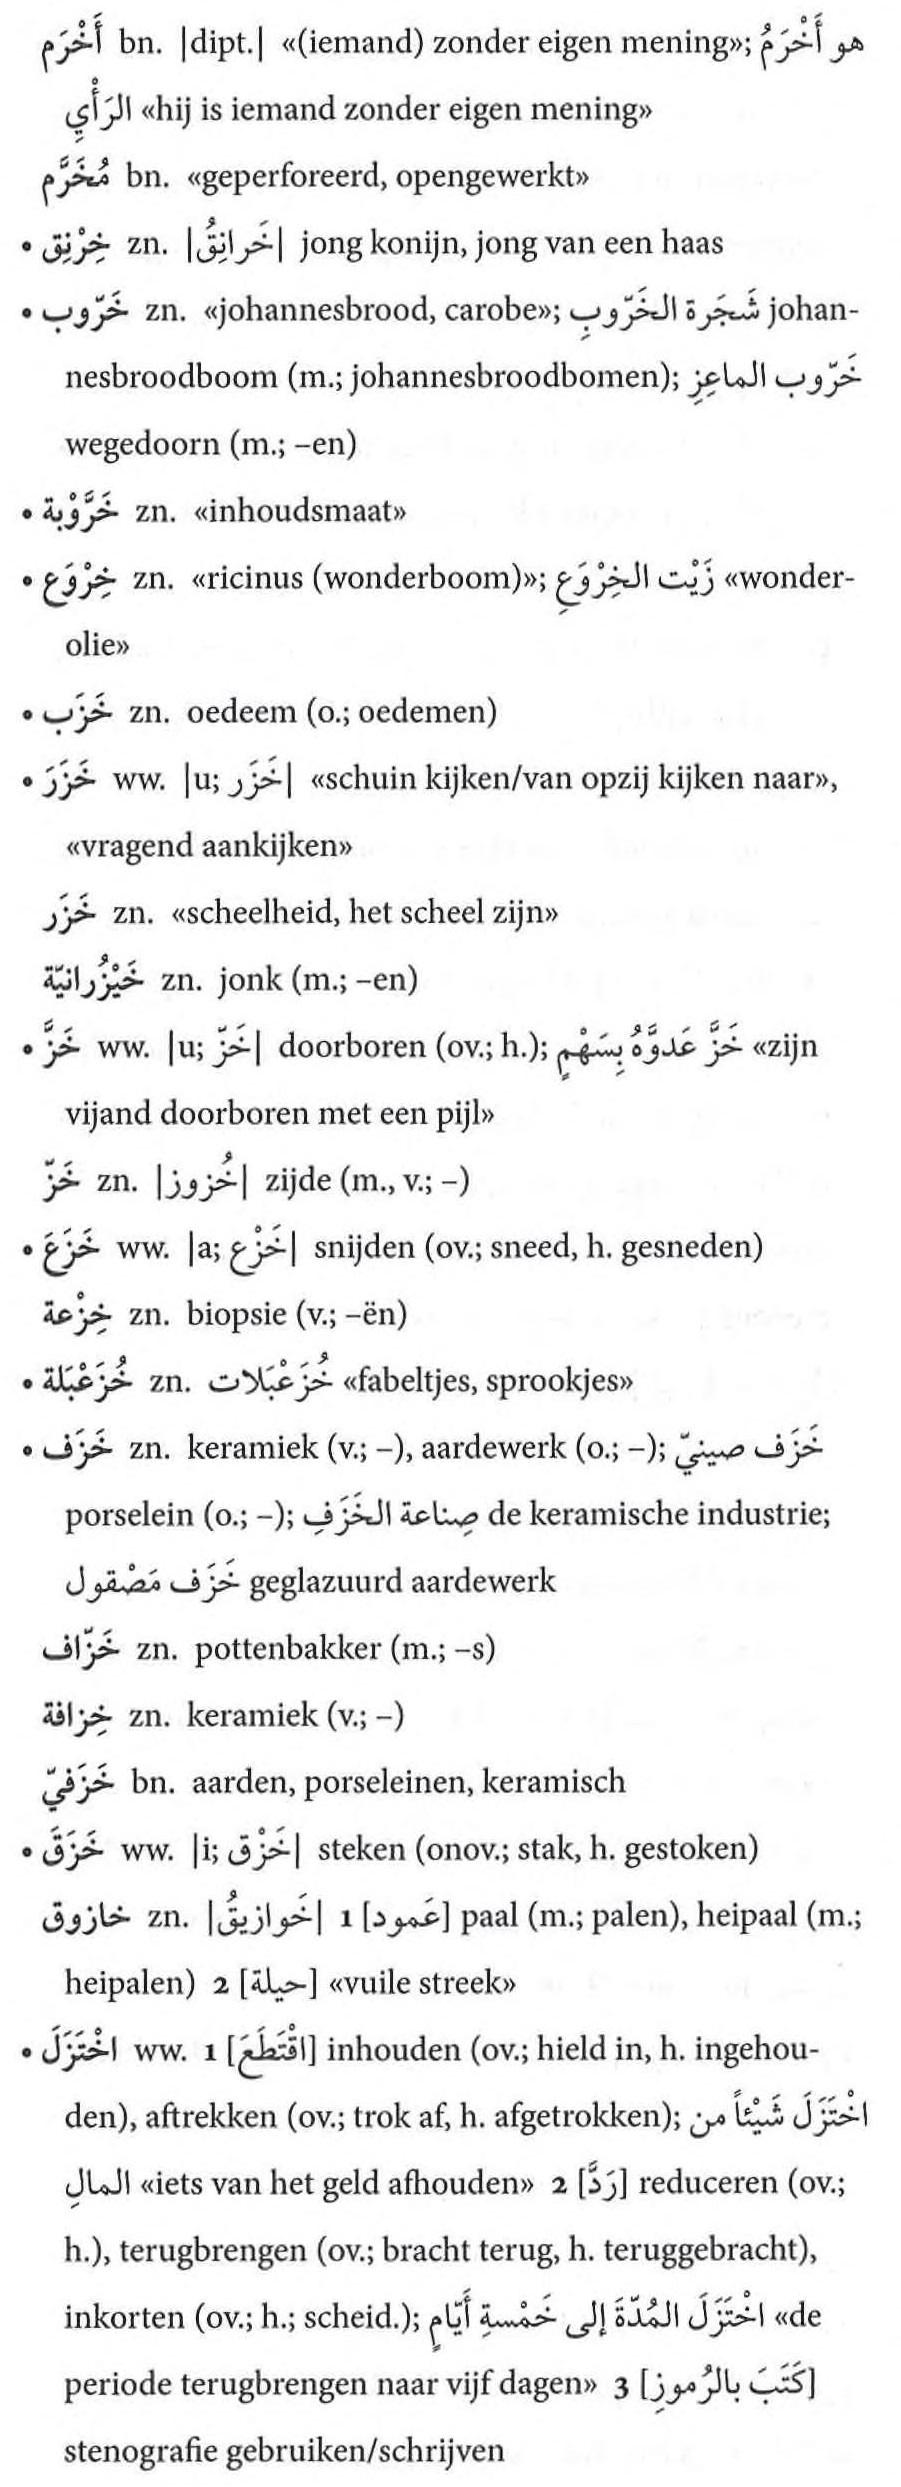 أَخْرَم bn. |dipt.| «(iemand) zonder eigen mening»; هو أَخْرَمُ
الرَأْيِ «hij is iemand zonder eigen mening»
مُخَرَّم bn. «geperforeerd, opengewerkt»
• خِرْنِق zn. |خَرانِقُ| jong konijn, jong van een haas
• خَرّوب zn. «johannesbrood, carobe»; شَجَرة الخَرّوبِ johan-
nesbroodboom (m.; johannesbroodbomen); خَرّوب الماعِزِ
wegedoorn (m.; –en)
• خَرَّوْبة zn. «inhoudsmaat»
• خِرْوَع zn. «ricinus (wonderboom)»; زَيْت الخِرْوَعِ «wonder-
olie»
• خَزَب zn. oedeem (o.; oedemen)
• خَزَرَ ww. |u; خَزَر| «schuin kijken/van opzij kijken naar»,
«vragend aankijken»
خَزَر zn. «scheelheid, het scheel zijn»
خَيْزُرانيّة zn. jonk (m.; –en)
• خَزَّ ww. |u; خَزّ| doorboren (ov.; h.); خَزَّ عَدوَّهُ بِسَهْمٍ «zijn
vijand doorboren met een pijl»
خَزّ zn. |خُزوز| zijde (m., v.; –)
• خَزَعَ ww. |a; خَزْع| snijden (ov.; sneed, h. gesneden)
خِزْعة zn. biopsie (v.; –ën)
• خُزَعْبَلة zn. خُزَعْبَلات «fabeltjes, sprookjes»
• خَزَف zn. keramiek (v.; –), aardewerk (o.; –); خَزَف صينيّ
porselein (o.; –); صِناعة الخَزَفِ de keramische industrie;
خَزَف مَصْقول geglazuurd aardewerk
خَزّاف zn. pottenbakker (m.; –s)
خِزافة zn. keramiek (v.; –)
خَزَفيّ bn. aarden, porseleinen, keramisch
• خَزَقَ ww. |i; خَزْق| steken (onov.; stak, h. gestoken)
خازوق zn. |خَوازيقُ| 1 [عَمود] paal (m.; palen), heipaal (m.;
heipalen) 2 [حيلة] «vuile streek»
• اخْتَزَلَ ww. 1 [اقْتَطَعَ] inhouden (ov.; hield in, h. ingehou-
den), aftrekken (ov.; trok af, h. afgetrokken); اخْتَزَلَ شَيْئاً من
المالِ «iets van het geld afhouden» 2 [رَدَّ] reduceren (ov.;
h.), terugbrengen (ov.; bracht terug, h. teruggebracht),
inkorten (ov.; h.; scheid.); اخْتَزَلَ المُدّةَ إلى خَمْسةِ أَيّامٍ «de
periode terugbrengen naar vijf dagen» 3 [كَتَبَ بالرُموزِ]
stenografie gebruiken/schrijven